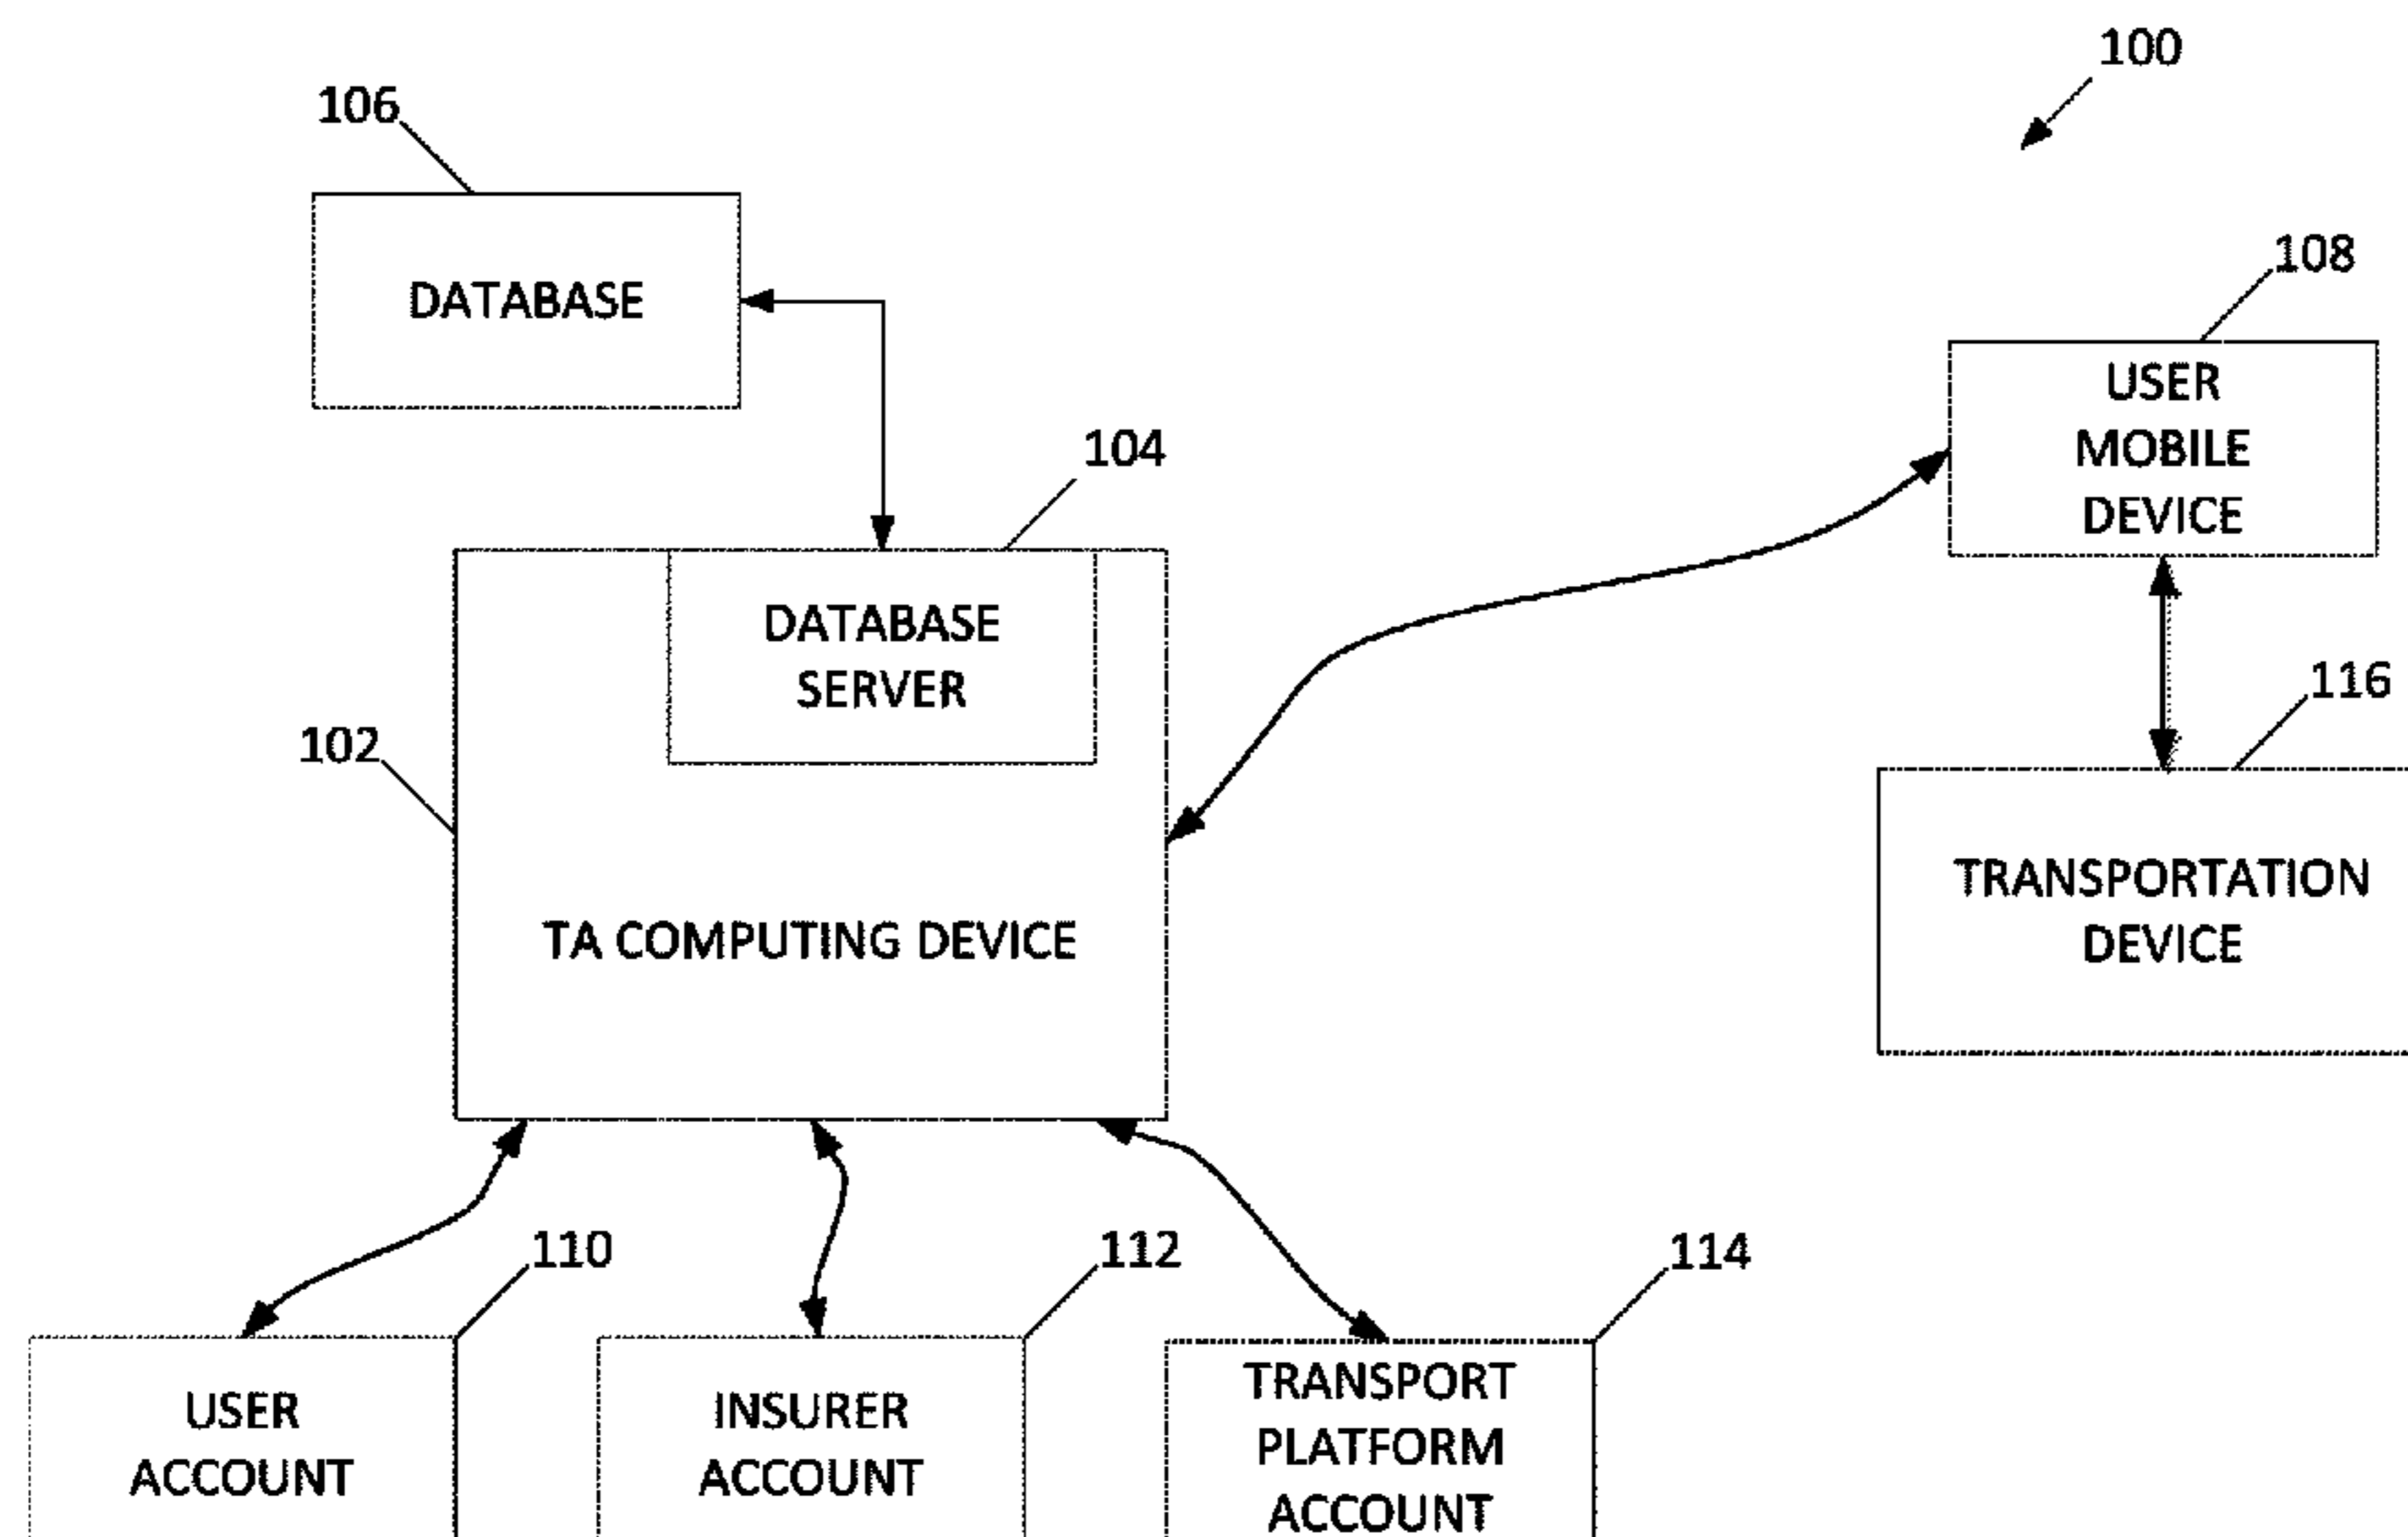 100
106
DATABASE
108
USER
MOBILE
DEVICE
104
DATABASE
SERVER
102
TA COMPUTING DEVICE
116
TRANSPORTATION
DEVICE
110
USER
ACCOUNT
112
INSURER
ACCOUNT
114
TRANSPORT
PLATFORM
ACCOUNT